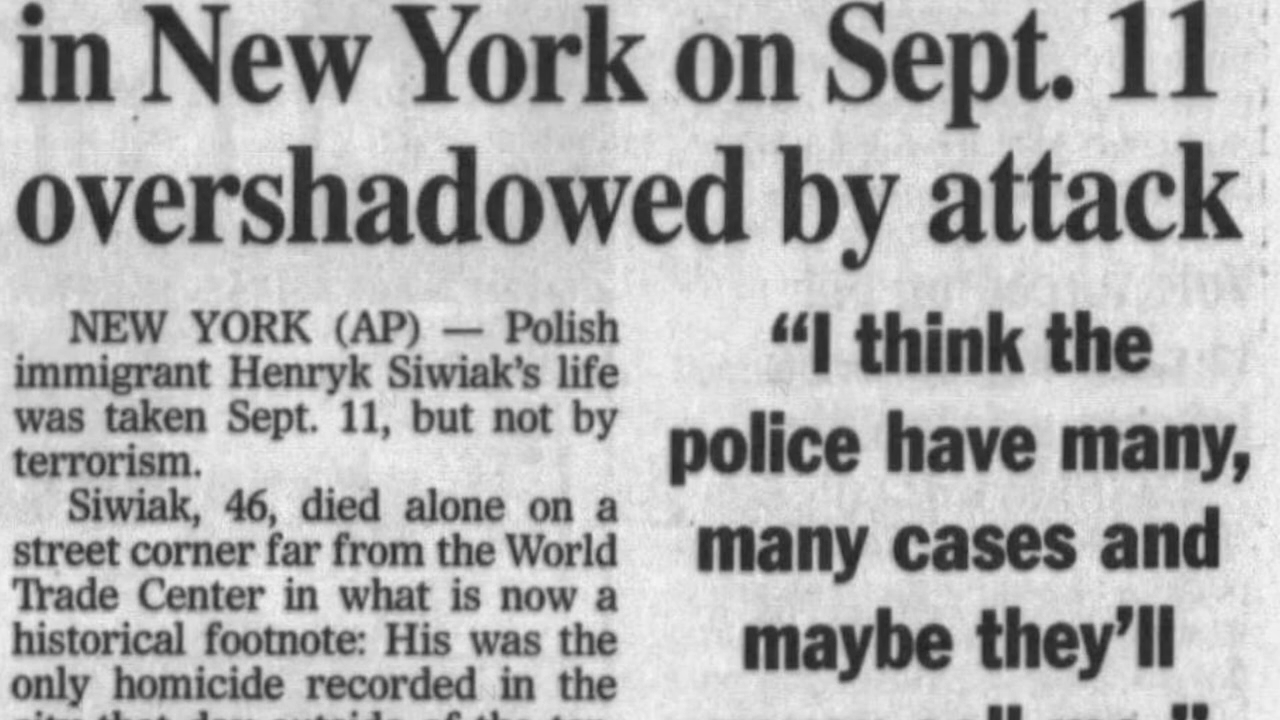 in New York on Sept. 11
overshadowed by attack
NEW YORK (AP) — Polish
immigrant Henryk Siwiak's life
was taken Sept. 11, but not by
terrorism.
Siwiak, 46, died alone on a
street corner far from the World
Trade Center in what is now a
historical footnote: His was the
only homicide recorded in the
“I think the
police have many,
many cases and
maybe they’ll